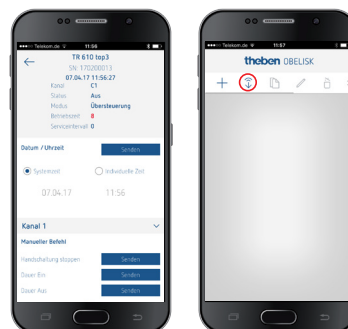 Telekom.de 11:56
TR 610 top3
SN: 170200013
07.04.17 11:56:27
Kanal C1
Status Aus
Modus Übersteuerung
Betriebszeit 8
Serviceintervall 0
Datum / Uhrzeit Senden
Systemzeit Individuelle Zeit
07.04.17 11:56
Kanal 1
Manueller Befehl
Handschaltung stoppen Senden
Dauer Ein Senden
Dauer Aus Senden
Telekom.de 11:57
theben OBELISK